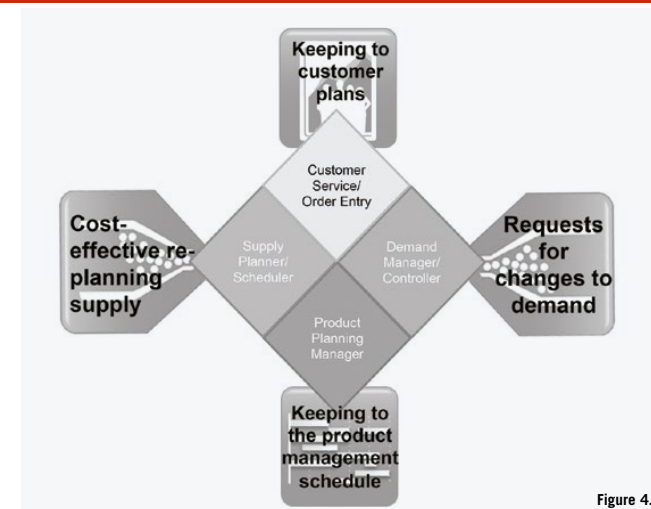 Keeping to
customer
plans
Customer
Service/
Order Entry
Cost-
effective re-
planning
supply
Supply
Planner/
Scheduler
Demand
Manager/
Controller
Requests
for
changes to
demand
Product
Planning
Manager
Keeping to
the product
management
schedule
Figure 4.